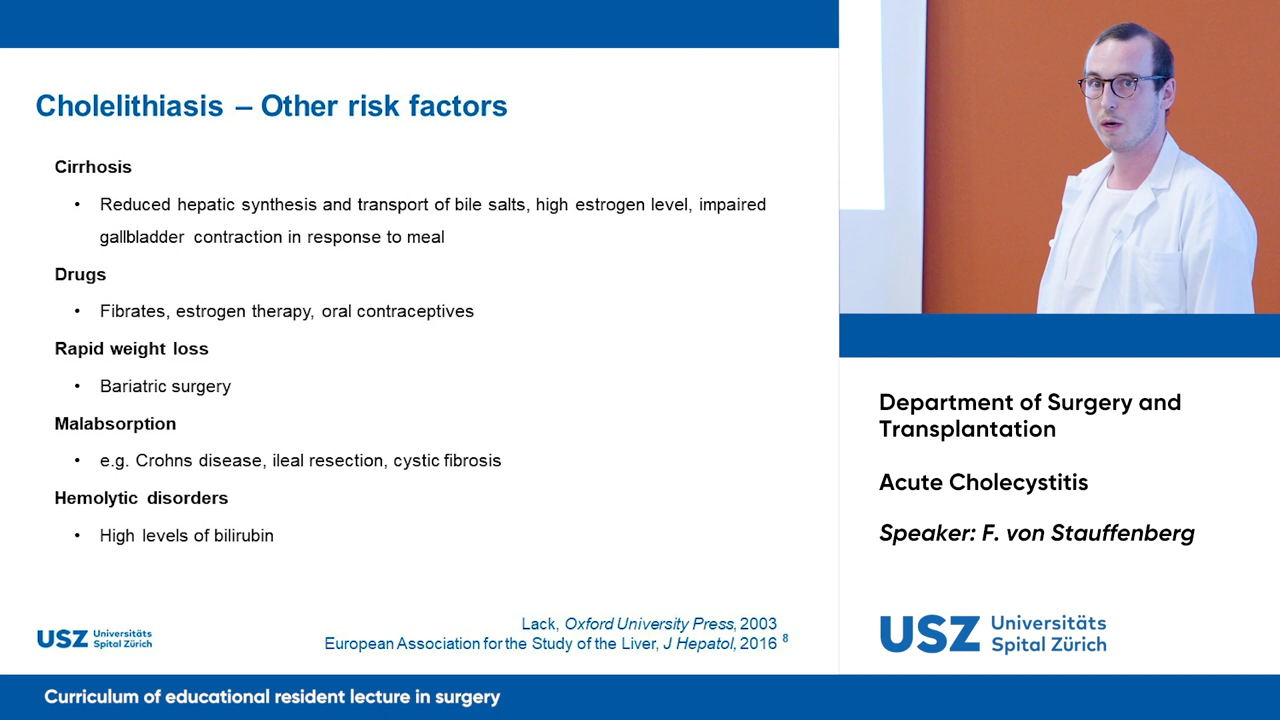 Cholelithiasis – Other risk factors
Cirrhosis
• Reduced hepatic synthesis and transport of bile salts, high estrogen level, impaired
gallbladder contraction in response to meal
Drugs
• Fibrates, estrogen therapy, oral contraceptives
Rapid weight loss
• Bariatric surgery
Malabsorption
• e.g. Crohns disease, ileal resection, cystic fibrosis
Hemolytic disorders
• High levels of bilirubin
Lack, Oxford University Press, 2003
European Association for the Study of the Liver, J Hepatol, 2016 8
USZ Universitäts
Spital Zürich
Department of Surgery and
Transplantation
Acute Cholecystitis
Speaker: F. von Stauffenberg
USZ Universitäts
Spital Zürich
Curriculum of educational resident lecture in surgery